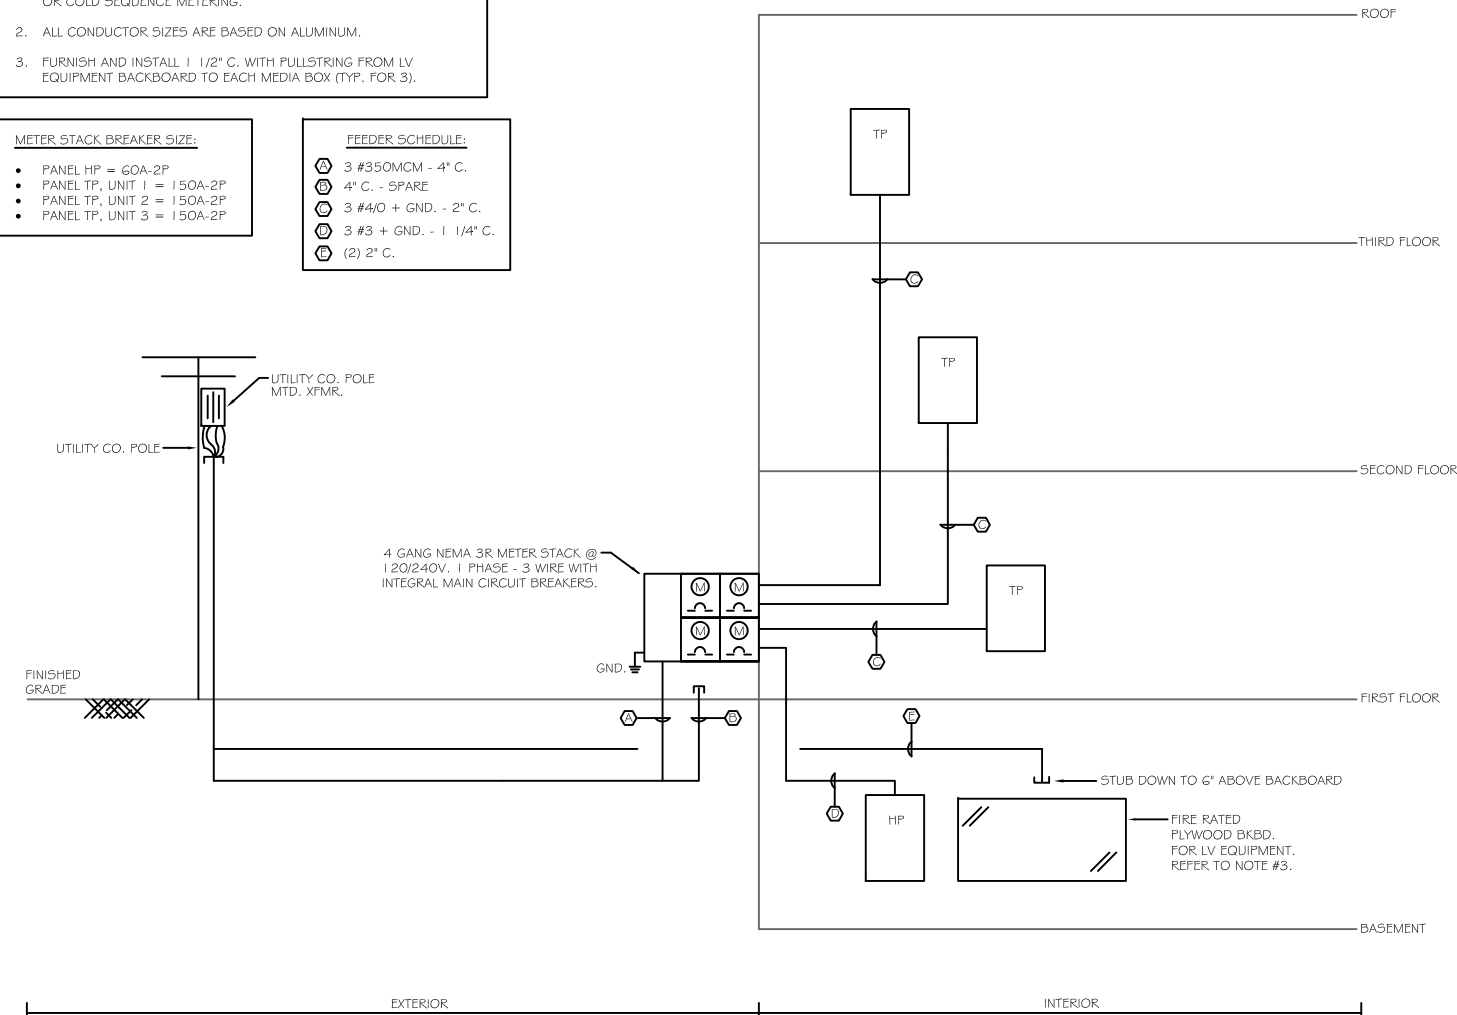 OR COLD SEQUENCE METERING.
2. ALL CONDUCTOR SIZES ARE BASED ON ALUMINUM.
3. FURNISH AND INSTALL 1 1/2" C. WITH PULLSTRING FROM LV
EQUIPMENT BACKBOARD TO EACH MEDIA BOX (TYP. FOR 3).
METER STACK BREAKER SIZE:
• PANEL HP = 60A-2P
• PANEL TP, UNIT 1 = 150A-2P
• PANEL TP, UNIT 2 = 150A-2P
• PANEL TP, UNIT 3 = 150A-2P
FEEDER SCHEDULE:
A 3 #350MCM - 4" C.
B 4" C. - SPARE
C 3 #4/0 + GND. - 2" C.
D 3 #3 + GND. - 1 1/4" C.
E (2) 2" C.
ROOF
TP
THIRD FLOOR
C
TP
UTILITY CO. POLE
MTD. XFMR.
UTILITY CO. POLE
SECOND FLOOR
C
4 GANG NEMA 3R METER STACK @
120/240V. 1 PHASE - 3 WIRE WITH
INTEGRAL MAIN CIRCUIT BREAKERS.
M M
M M
TP
C
GND.
FINISHED
GRADE
FIRST FLOOR
A
B
E
STUB DOWN TO 6" ABOVE BACKBOARD
D
HP
FIRE RATED
PLYWOOD BKBD.
FOR LV EQUIPMENT.
REFER TO NOTE #3.
BASEMENT
EXTERIOR
INTERIOR